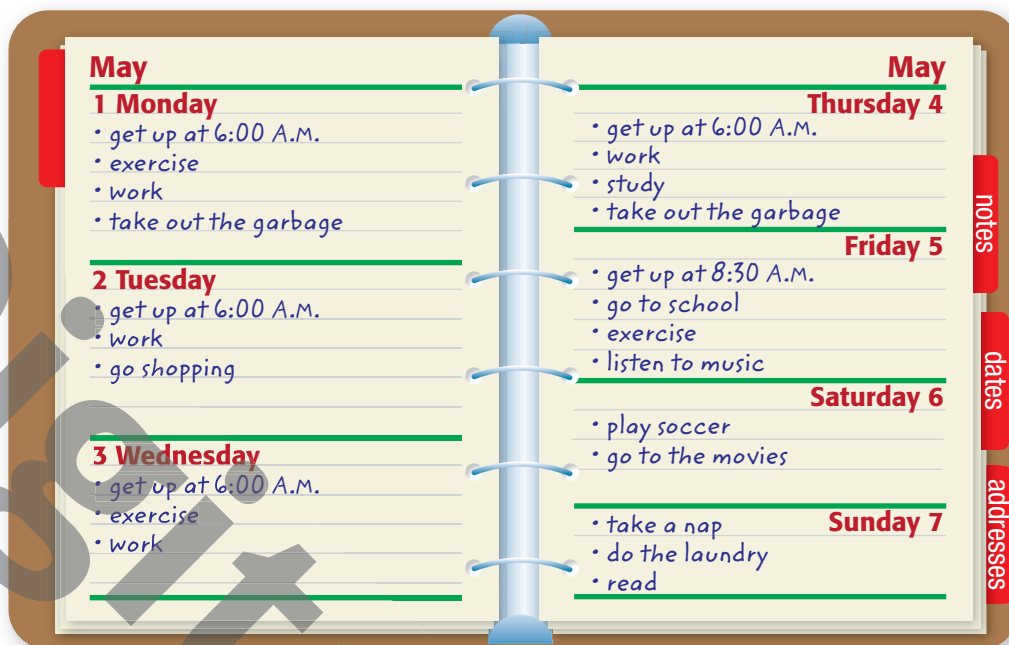 May
1 Monday
• get up at 6:00 A.M.
• exercise
• work
• take out the garbage
2 Tuesday
• get up at 6:00 A.M.
• work
• go shopping
3 Wednesday
• get up at 6:00 A.M.
• exercise
• work
May
Thursday 4
• get up at 6:00 A.M.
• work
• study
• take out the garbage
Friday 5
• get up at 8:30 A.M.
• go to school
• exercise
• listen to music
Saturday 6
• play soccer
• go to the movies
Sunday 7
• take a nap
• do the laundry
• read
notes
dates
addresses